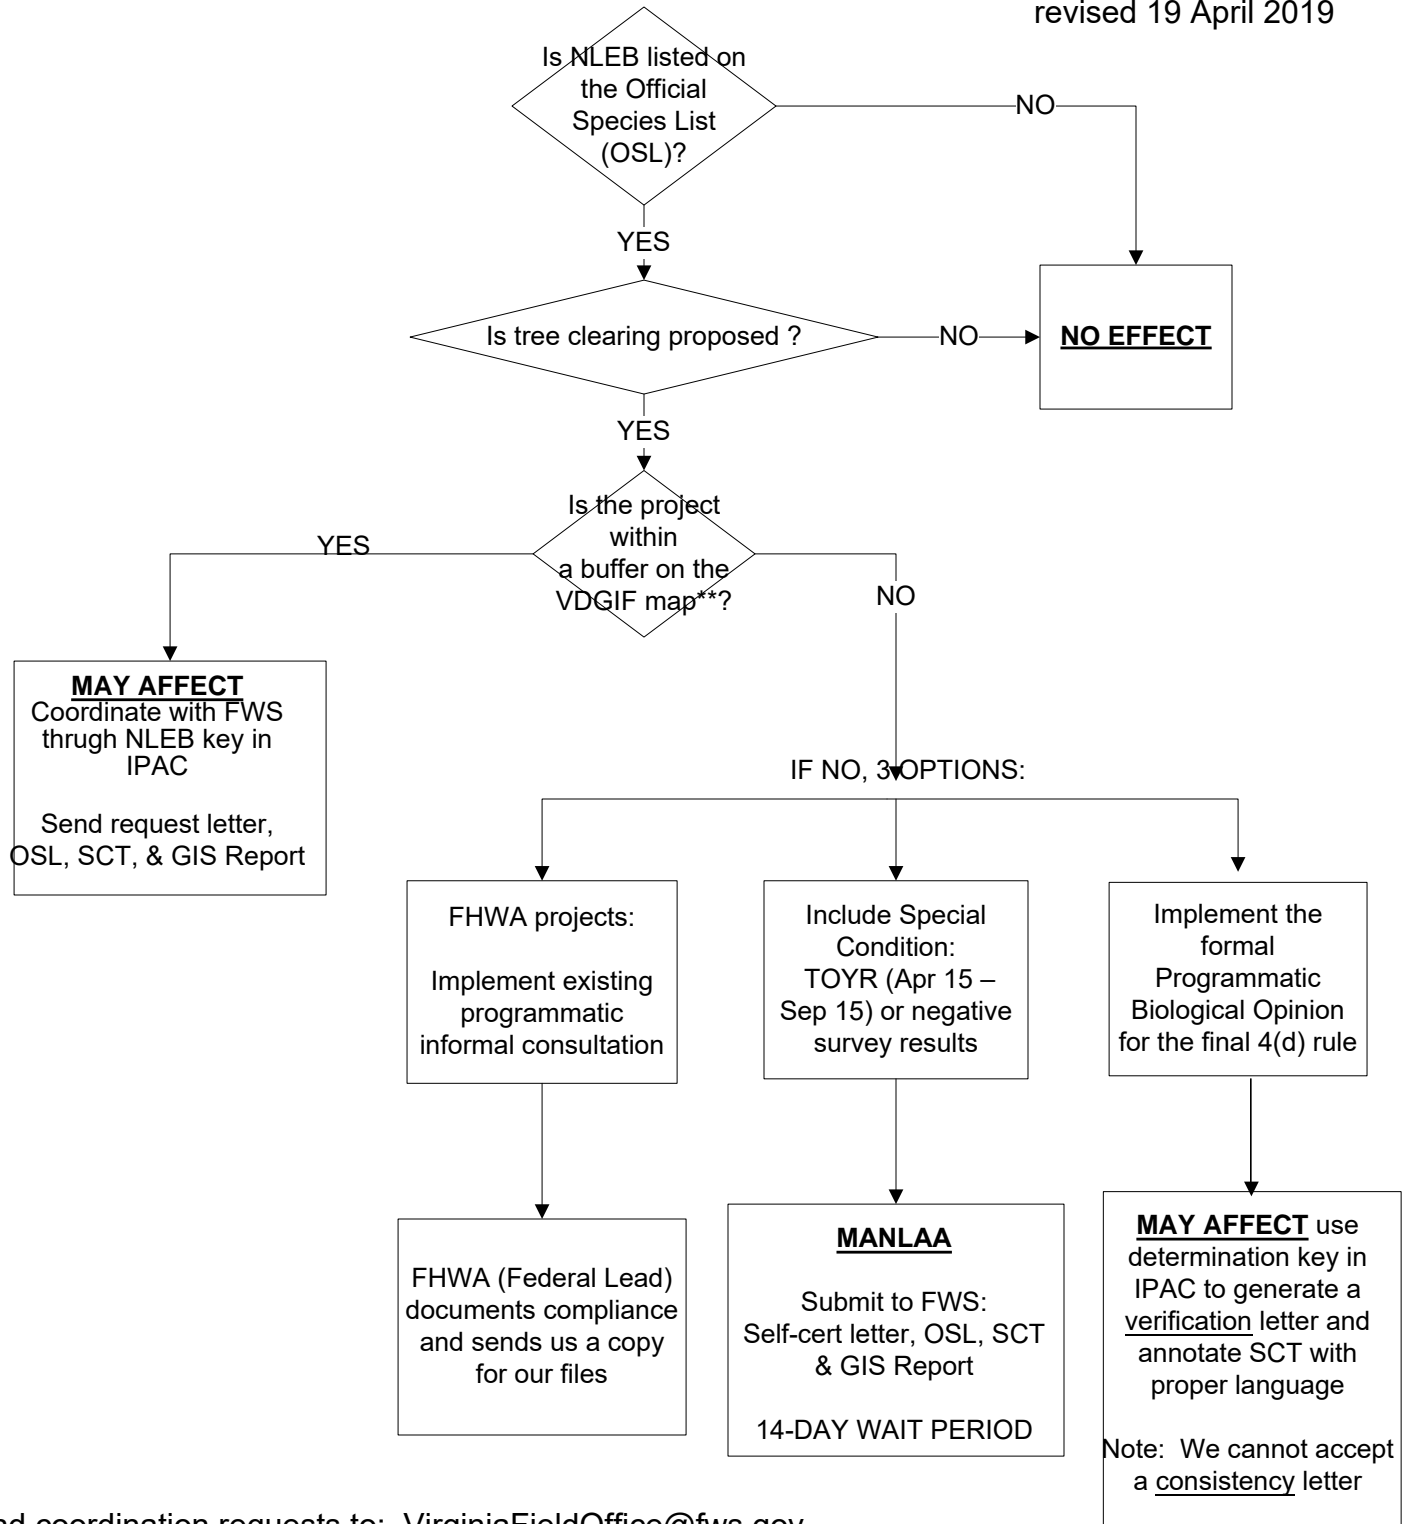 revised 19 April 2019
Is NLEB listed on
the Official
Species List
(OSL)?
NO
YES
Is tree clearing proposed ?
NO
NO EFFECT
YES
Is the project
within
a buffer on the
VDGIF map**?
YES
NO
MAY AFFECT
Coordinate with FWS
thrugh NLEB key in
IPAC
Send request letter,
OSL, SCT, & GIS Report
IF NO, 3 OPTIONS:
FHWA projects:
Implement existing
programmatic
informal consultation
Include Special
Condition:
TOYR (Apr 15 –
Sep 15) or negative
survey results
Implement the
formal
Programmatic
Biological Opinion
for the final 4(d) rule
FHWA (Federal Lead)
documents compliance
and sends us a copy
for our files
MANLAA
Submit to FWS:
Self-cert letter, OSL, SCT
& GIS Report
14-DAY WAIT PERIOD
MAY AFFECT use
determination key in
IPAC to generate a
verification letter and
annotate SCT with
proper language
Note: We cannot accept
a consistency letter
coordination requests to: VirginiaFieldOffice@fws.gov